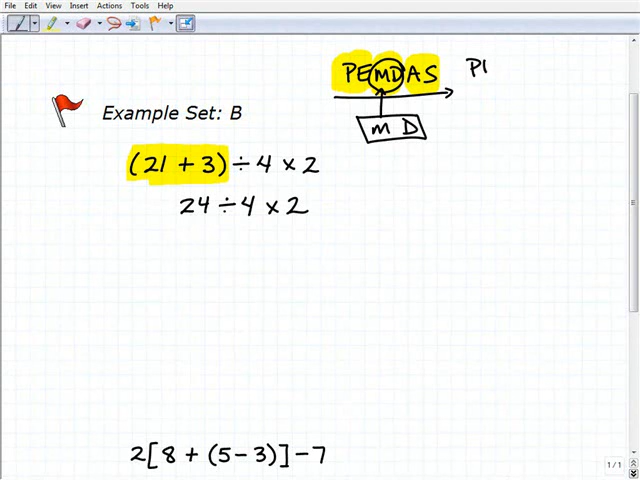 File Edit View Insert Actions Tools Help
PEMDAS PI
M D
Example Set: B
(21 + 3) ÷ 4 × 2
24 ÷ 4 × 2
2[8 + (5 - 3)] - 7
1 / 1